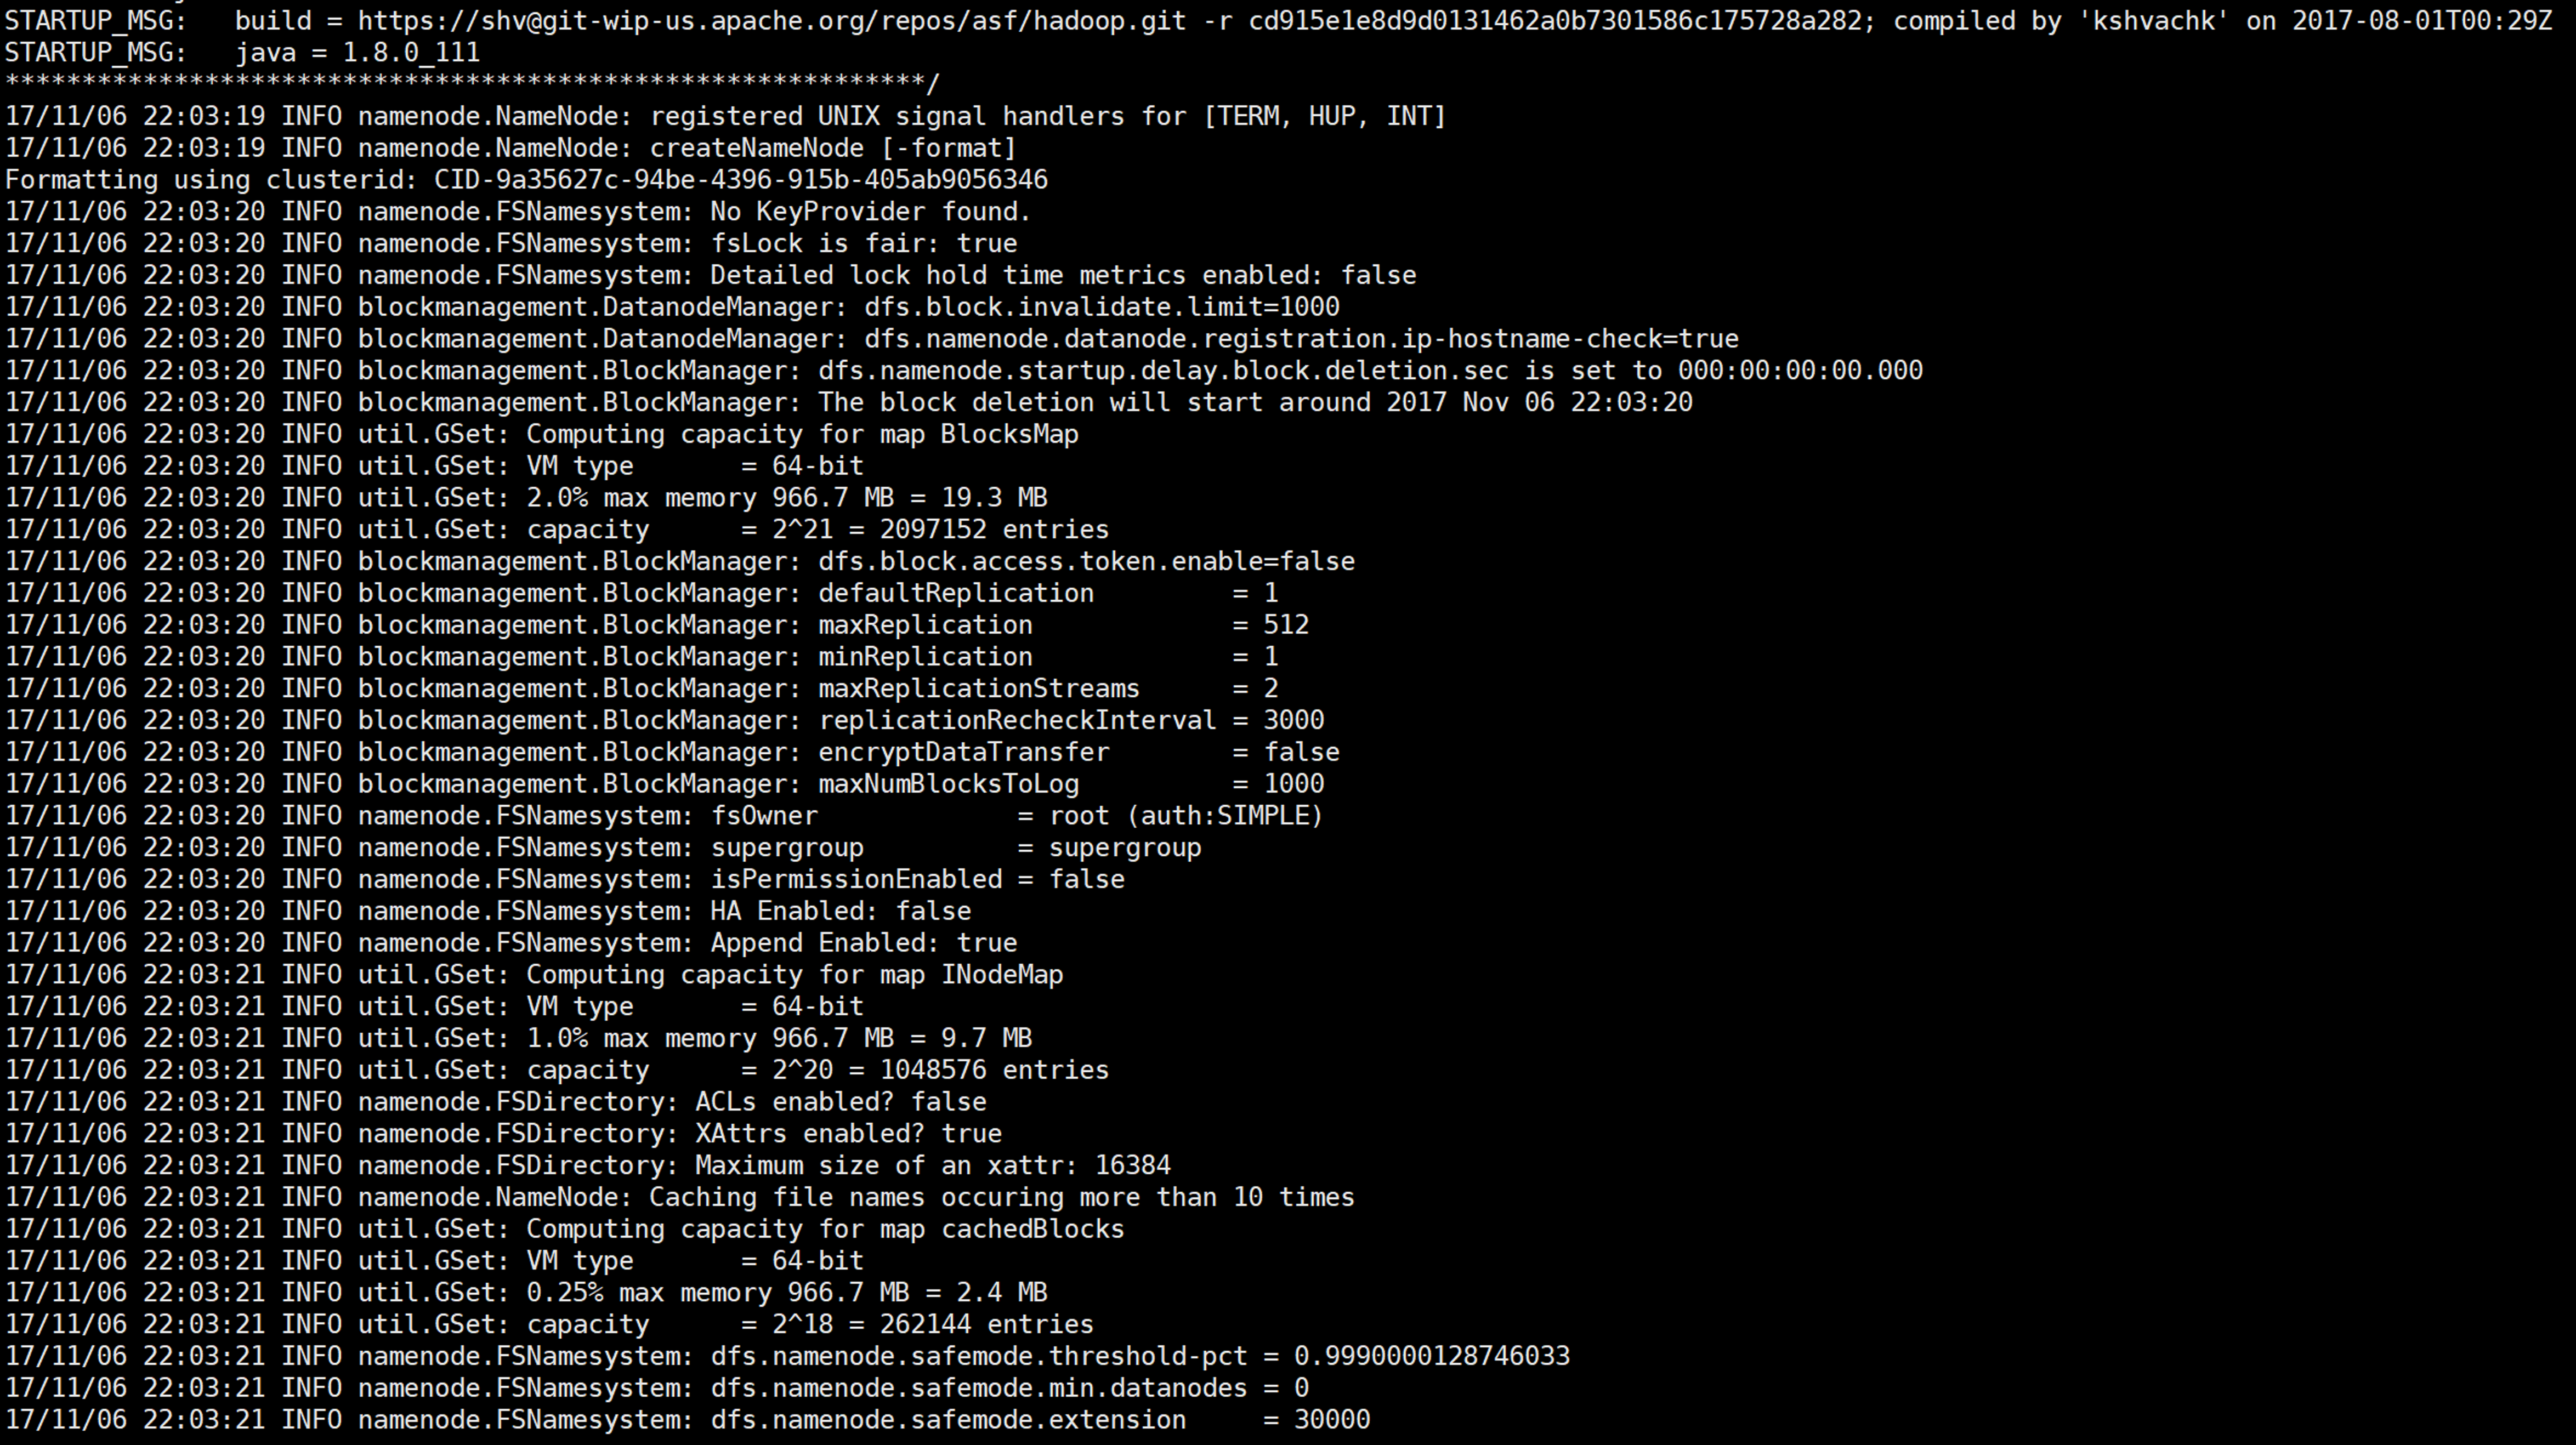 STARTUP_MSG:   build = https://shv@git-wip-us.apache.org/repos/asf/hadoop.git -r cd915e1e8d9d0131462a0b7301586c175728a282; compiled by 'kshvachk' on 2017-08-01T00:29Z
STARTUP_MSG:   java = 1.8.0_111
************************************************************/
17/11/06 22:03:19 INFO namenode.NameNode: registered UNIX signal handlers for [TERM, HUP, INT]
17/11/06 22:03:19 INFO namenode.NameNode: createNameNode [-format]
Formatting using clusterid: CID-9a35627c-94be-4396-915b-405ab9056346
17/11/06 22:03:20 INFO namenode.FSNamesystem: No KeyProvider found.
17/11/06 22:03:20 INFO namenode.FSNamesystem: fsLock is fair: true
17/11/06 22:03:20 INFO namenode.FSNamesystem: Detailed lock hold time metrics enabled: false
17/11/06 22:03:20 INFO blockmanagement.DatanodeManager: dfs.block.invalidate.limit=1000
17/11/06 22:03:20 INFO blockmanagement.DatanodeManager: dfs.namenode.datanode.registration.ip-hostname-check=true
17/11/06 22:03:20 INFO blockmanagement.BlockManager: dfs.namenode.startup.delay.block.deletion.sec is set to 000:00:00:00.000
17/11/06 22:03:20 INFO blockmanagement.BlockManager: The block deletion will start around 2017 Nov 06 22:03:20
17/11/06 22:03:20 INFO util.GSet: Computing capacity for map BlocksMap
17/11/06 22:03:20 INFO util.GSet: VM type       = 64-bit
17/11/06 22:03:20 INFO util.GSet: 2.0% max memory 966.7 MB = 19.3 MB
17/11/06 22:03:20 INFO util.GSet: capacity      = 2^21 = 2097152 entries
17/11/06 22:03:20 INFO blockmanagement.BlockManager: dfs.block.access.token.enable=false
17/11/06 22:03:20 INFO blockmanagement.BlockManager: defaultReplication         = 1
17/11/06 22:03:20 INFO blockmanagement.BlockManager: maxReplication             = 512
17/11/06 22:03:20 INFO blockmanagement.BlockManager: minReplication             = 1
17/11/06 22:03:20 INFO blockmanagement.BlockManager: maxReplicationStreams      = 2
17/11/06 22:03:20 INFO blockmanagement.BlockManager: replicationRecheckInterval = 3000
17/11/06 22:03:20 INFO blockmanagement.BlockManager: encryptDataTransfer        = false
17/11/06 22:03:20 INFO blockmanagement.BlockManager: maxNumBlocksToLog          = 1000
17/11/06 22:03:20 INFO namenode.FSNamesystem: fsOwner             = root (auth:SIMPLE)
17/11/06 22:03:20 INFO namenode.FSNamesystem: supergroup          = supergroup
17/11/06 22:03:20 INFO namenode.FSNamesystem: isPermissionEnabled = false
17/11/06 22:03:20 INFO namenode.FSNamesystem: HA Enabled: false
17/11/06 22:03:20 INFO namenode.FSNamesystem: Append Enabled: true
17/11/06 22:03:21 INFO util.GSet: Computing capacity for map INodeMap
17/11/06 22:03:21 INFO util.GSet: VM type       = 64-bit
17/11/06 22:03:21 INFO util.GSet: 1.0% max memory 966.7 MB = 9.7 MB
17/11/06 22:03:21 INFO util.GSet: capacity      = 2^20 = 1048576 entries
17/11/06 22:03:21 INFO namenode.FSDirectory: ACLs enabled? false
17/11/06 22:03:21 INFO namenode.FSDirectory: XAttrs enabled? true
17/11/06 22:03:21 INFO namenode.FSDirectory: Maximum size of an xattr: 16384
17/11/06 22:03:21 INFO namenode.NameNode: Caching file names occuring more than 10 times
17/11/06 22:03:21 INFO util.GSet: Computing capacity for map cachedBlocks
17/11/06 22:03:21 INFO util.GSet: VM type       = 64-bit
17/11/06 22:03:21 INFO util.GSet: 0.25% max memory 966.7 MB = 2.4 MB
17/11/06 22:03:21 INFO util.GSet: capacity      = 2^18 = 262144 entries
17/11/06 22:03:21 INFO namenode.FSNamesystem: dfs.namenode.safemode.threshold-pct = 0.9990000128746033
17/11/06 22:03:21 INFO namenode.FSNamesystem: dfs.namenode.safemode.min.datanodes = 0
17/11/06 22:03:21 INFO namenode.FSNamesystem: dfs.namenode.safemode.extension     = 30000